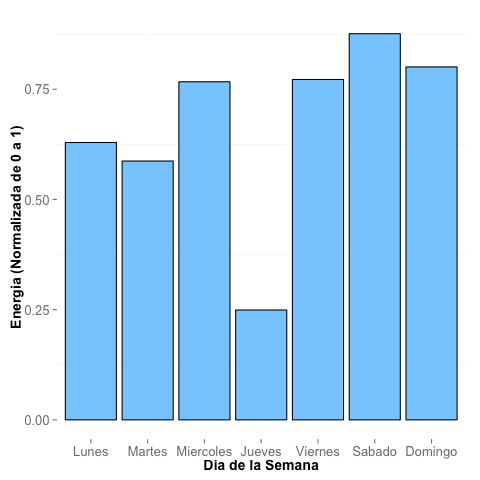 Energia (Normalizada de 0 a 1)
0.75
0.50
0.25
0.00
Lunes Martes Miercoles Jueves Viernes Sabado Domingo
Dia de la Semana